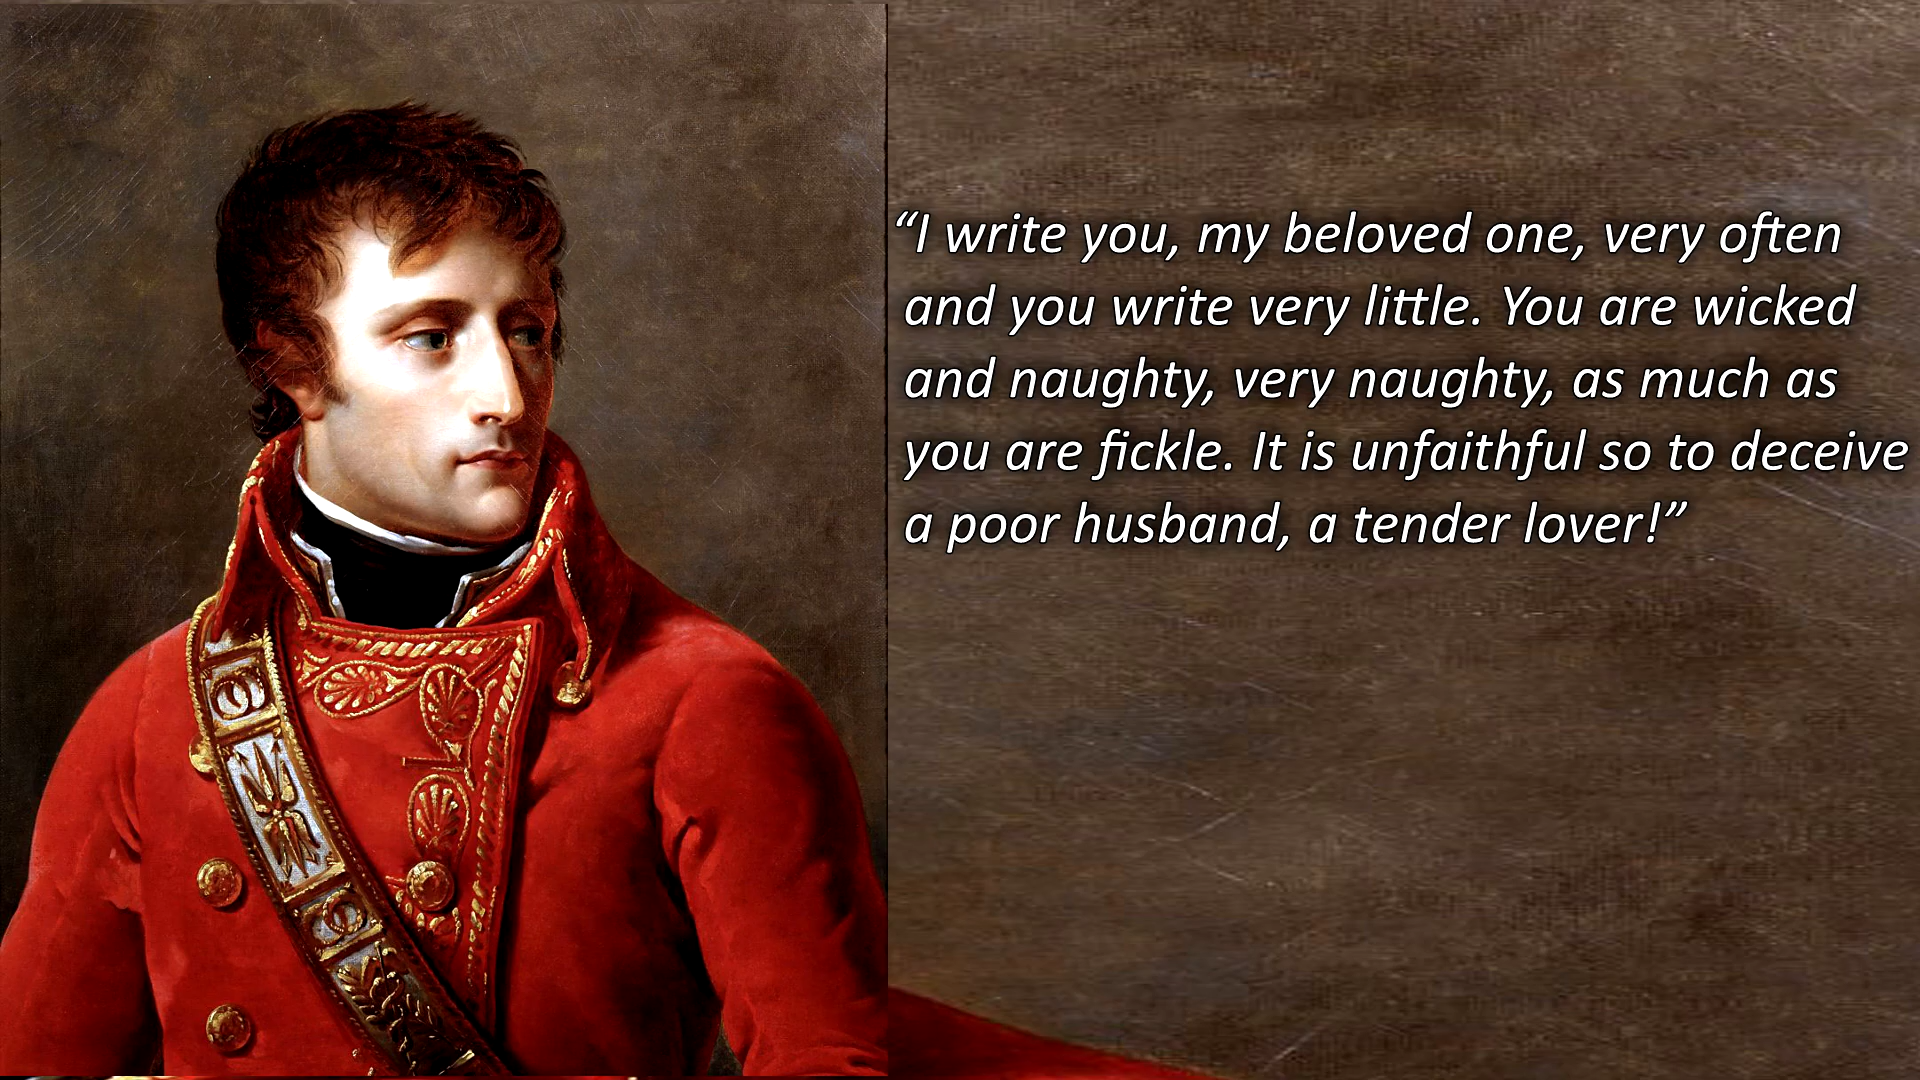 “I write you, my beloved one, very often
and you write very little. You are wicked
and naughty, very naughty, as much as
you are fickle. It is unfaithful so to deceive
a poor husband, a tender lover!”